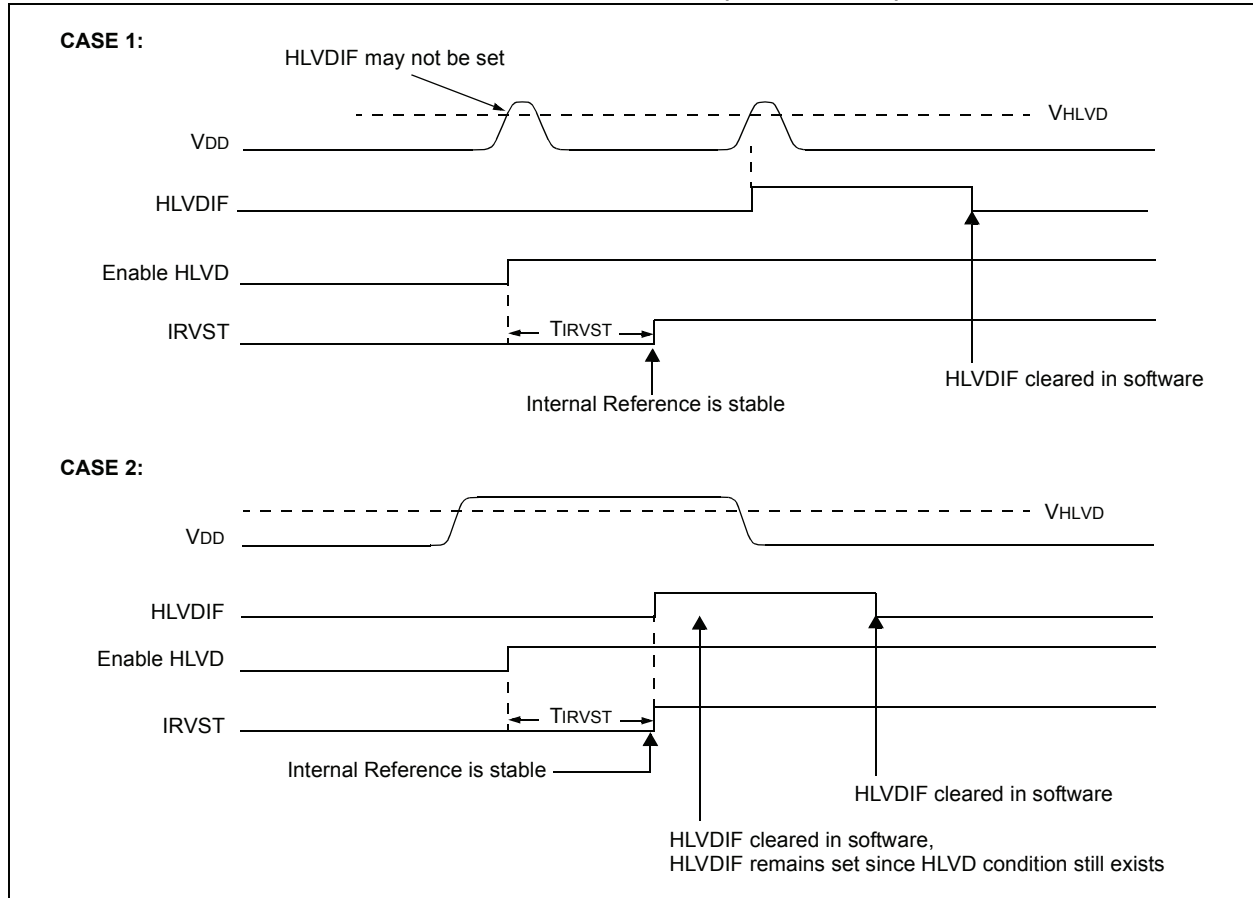 CASE 1:
HLVDIF may not be set
VHLVD
VDD
HLVDIF
Enable HLVD
TIRVST
IRVST
HLVDIF cleared in software
Internal Reference is stable
CASE 2:
VHLVD
VDD
HLVDIF
Enable HLVD
TIRVST
IRVST
Internal Reference is stable
HLVDIF cleared in software
HLVDIF cleared in software,
HLVDIF remains set since HLVD condition still exists